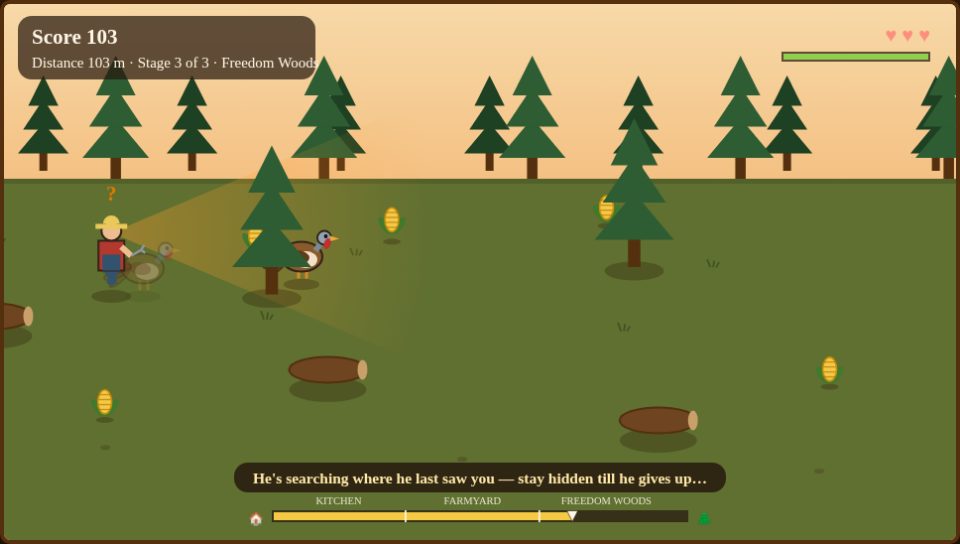 Score 103
Distance 103 m · Stage 3 of 3 · Freedom Woods
?
He's searching where he last saw you — stay hidden till he gives up…
KITCHEN FARMYARD FREEDOM WOODS